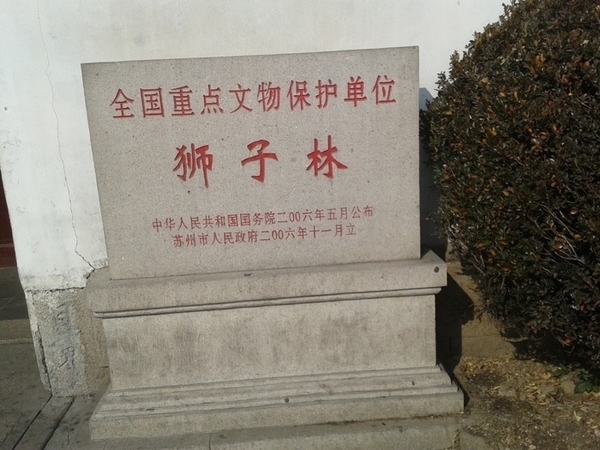 全国重点文物保护单位
狮子林
中华人民共和国国务院二00六年五月公布
苏州市人民政府二00六年十一月立